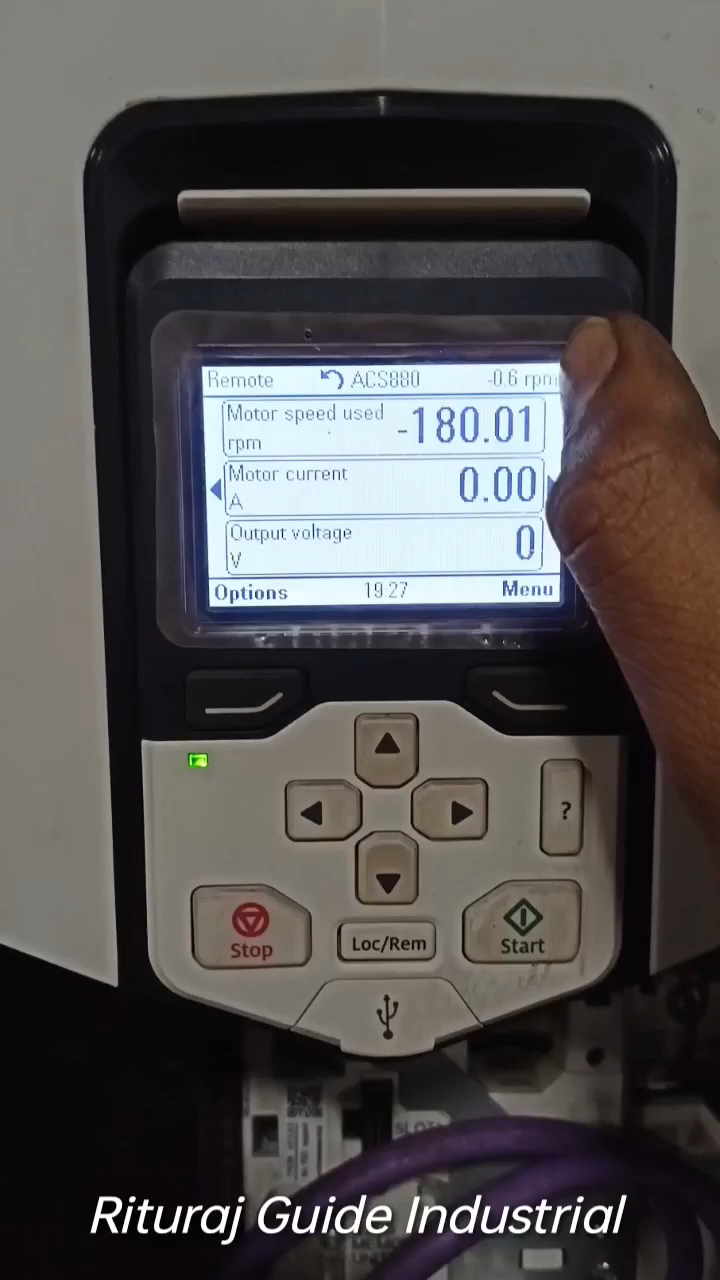 Remote ACS880 -0.6 rpm
Motor speed used
rpm
-180.01
Motor current
A
0.00
Output voltage
V
0
Options 19:27 Menu
?
Stop Loc/Rem Start
Rituraj Guide Industrial